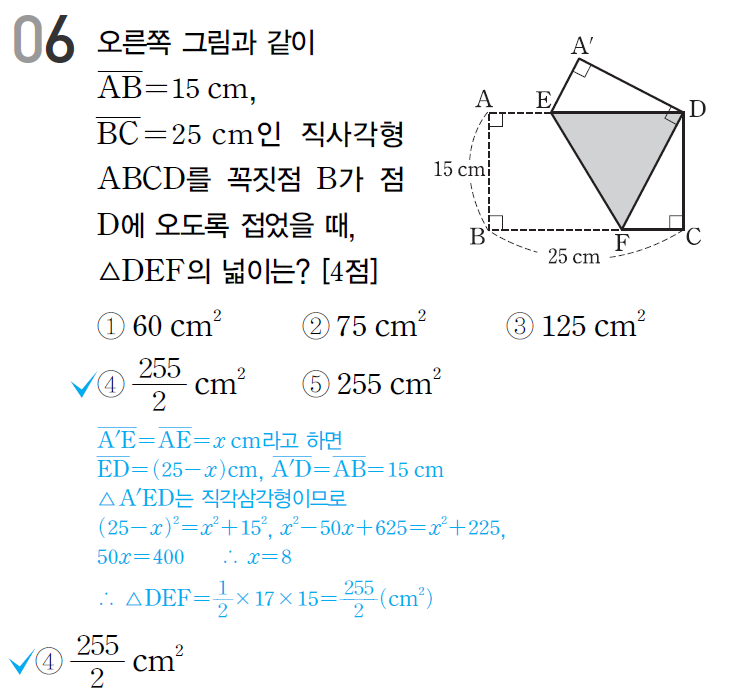 06 오른쪽 그림과 같이
AB=15 cm,
BC=25 cm인 직사각형
ABCD를 꼭짓점 B가 점
D에 오도록 접었을 때,
△DEF의 넓이는? [4점]
A′
A E D
15 cm
B F C
25 cm
① 60 cm² ② 75 cm² ③ 125 cm²
④ 255/2 cm² ⑤ 255 cm²
A′E=AE=x cm라고 하면
ED=(25−x)cm, A′D=AB=15 cm
△A′ED는 직각삼각형이므로
(25−x)²=x²+15², x²−50x+625=x²+225,
50x=400 ∴ x=8
∴ △DEF=1/2×17×15=255/2(cm²)
④ 255/2 cm²